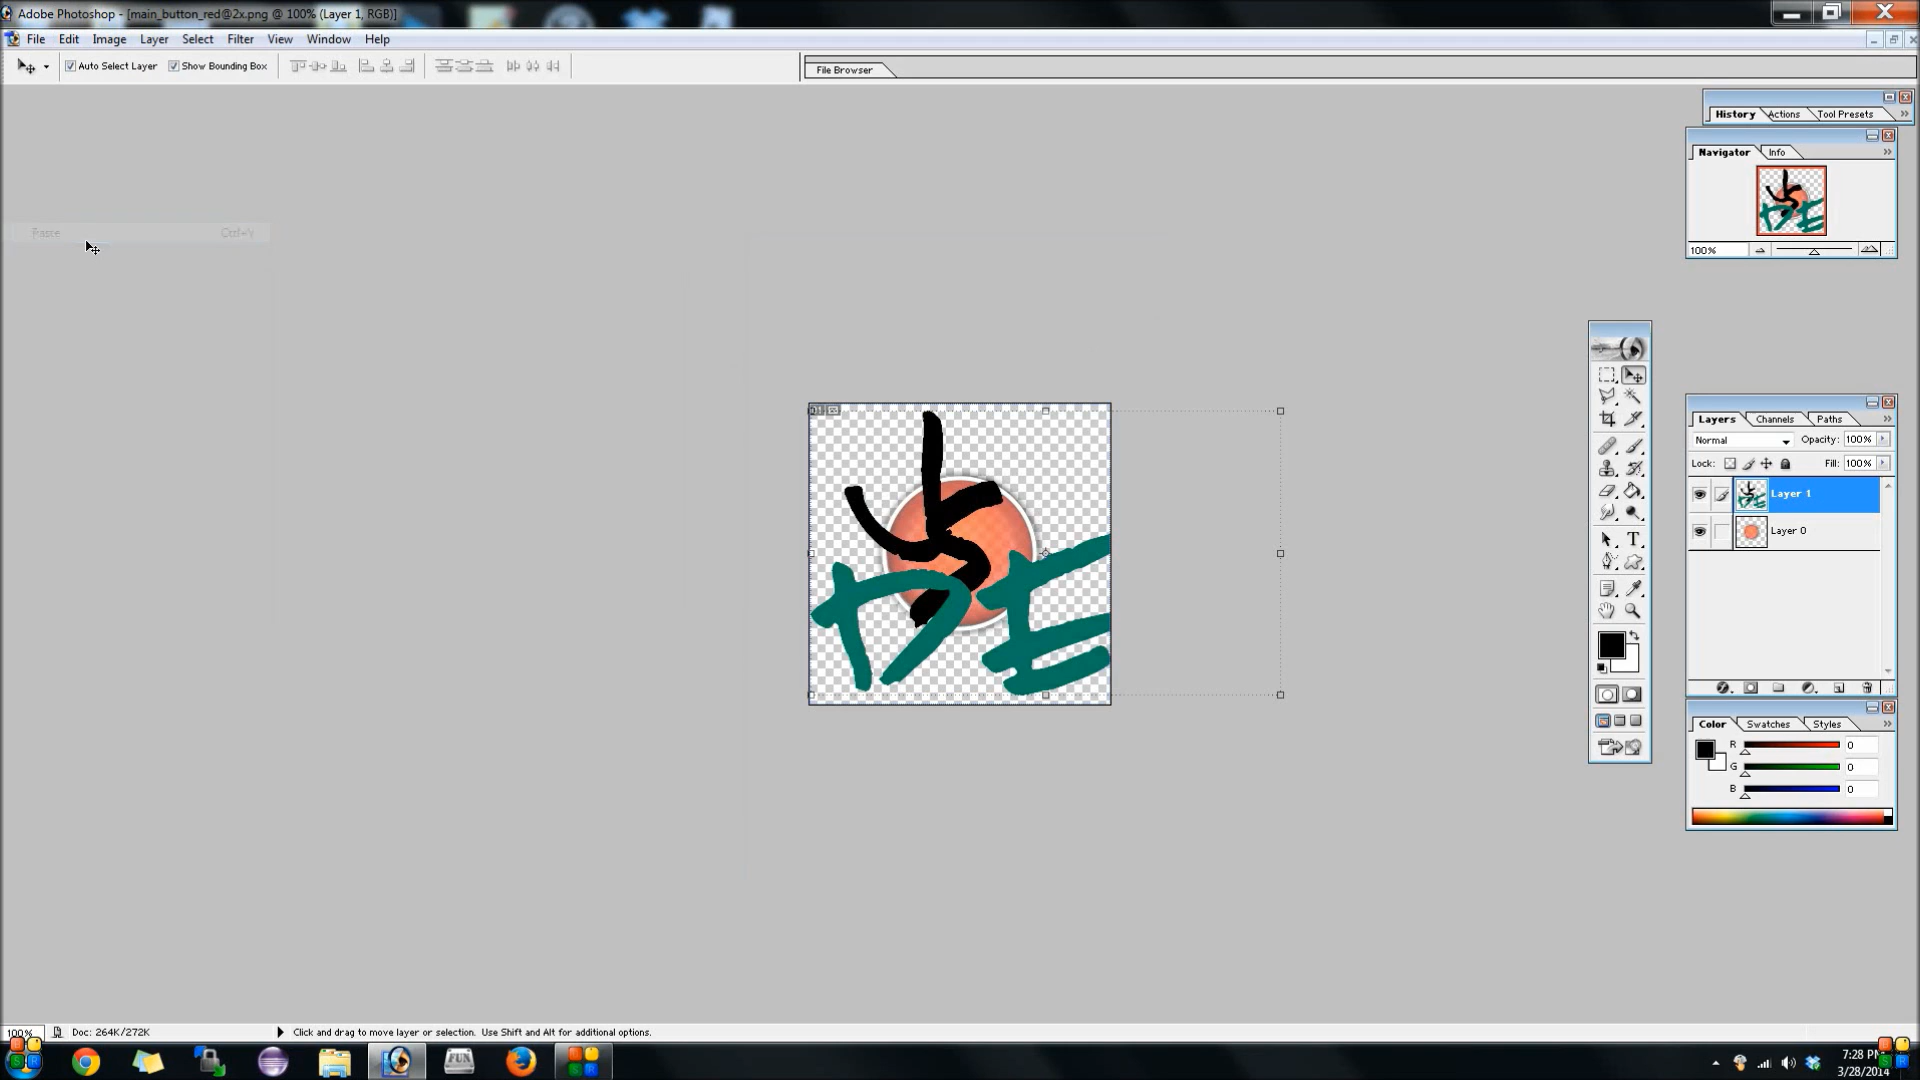 Adobe Photoshop - [main_button_red@2x.png @ 100% (Layer 1, RGB)]
File Edit Image Layer Select Filter View Window Help
Auto Select Layer Show Bounding Box
File Browser
History Actions Tool Presets
Navigator Info
100%
Paste Ctrl+V
DE
T
Layers Channels Paths
Normal Opacity: 100%
Lock: Fill: 100%
Layer 1
Layer 0
Color Swatches Styles
R 0
G 0
B 0
100% Doc: 264K/272K Click and drag to move layer or selection. Use Shift and Alt for additional options.
FUN
7:28 PM
3/28/2014